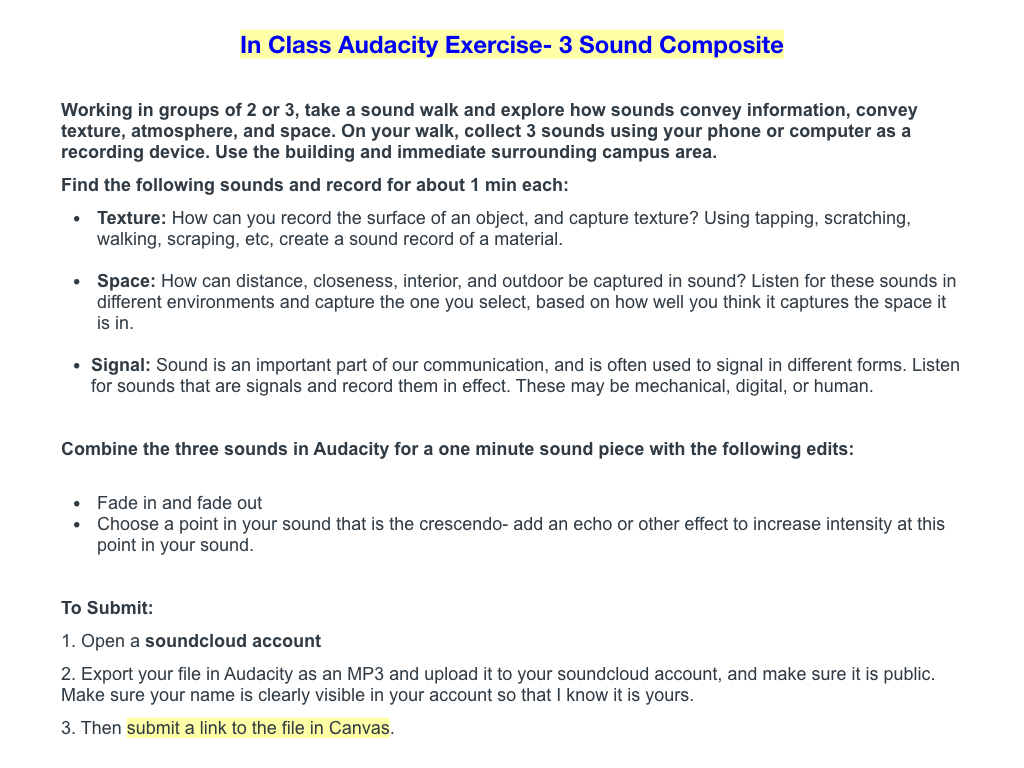 In Class Audacity Exercise- 3 Sound Composite
Working in groups of 2 or 3, take a sound walk and explore how sounds convey information, convey
texture, atmosphere, and space. On your walk, collect 3 sounds using your phone or computer as a
recording device. Use the building and immediate surrounding campus area.
Find the following sounds and record for about 1 min each:
• Texture: How can you record the surface of an object, and capture texture? Using tapping, scratching,
walking, scraping, etc, create a sound record of a material.
• Space: How can distance, closeness, interior, and outdoor be captured in sound? Listen for these sounds in
different environments and capture the one you select, based on how well you think it captures the space it
is in.
• Signal: Sound is an important part of our communication, and is often used to signal in different forms. Listen
for sounds that are signals and record them in effect. These may be mechanical, digital, or human.
Combine the three sounds in Audacity for a one minute sound piece with the following edits:
• Fade in and fade out
• Choose a point in your sound that is the crescendo- add an echo or other effect to increase intensity at this
point in your sound.
To Submit:
1. Open a soundcloud account
2. Export your file in Audacity as an MP3 and upload it to your soundcloud account, and make sure it is public.
Make sure your name is clearly visible in your account so that I know it is yours.
3. Then submit a link to the file in Canvas.